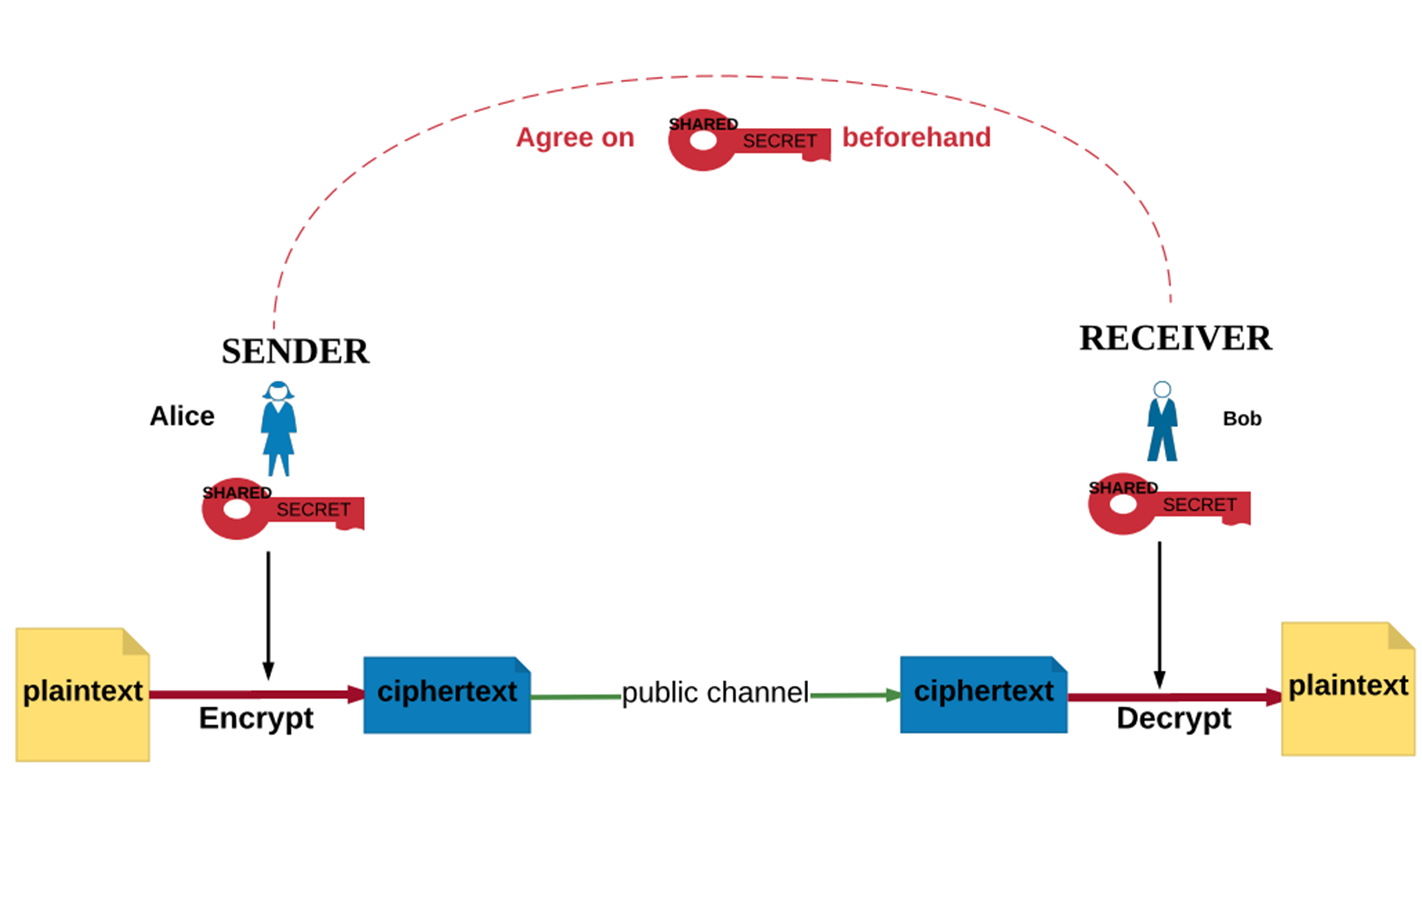 Agree on
SHARED
SECRET
beforehand
SENDER
RECEIVER
Alice
Bob
SHARED
SECRET
SHARED
SECRET
plaintext
Encrypt
ciphertext
public channel
ciphertext
Decrypt
plaintext